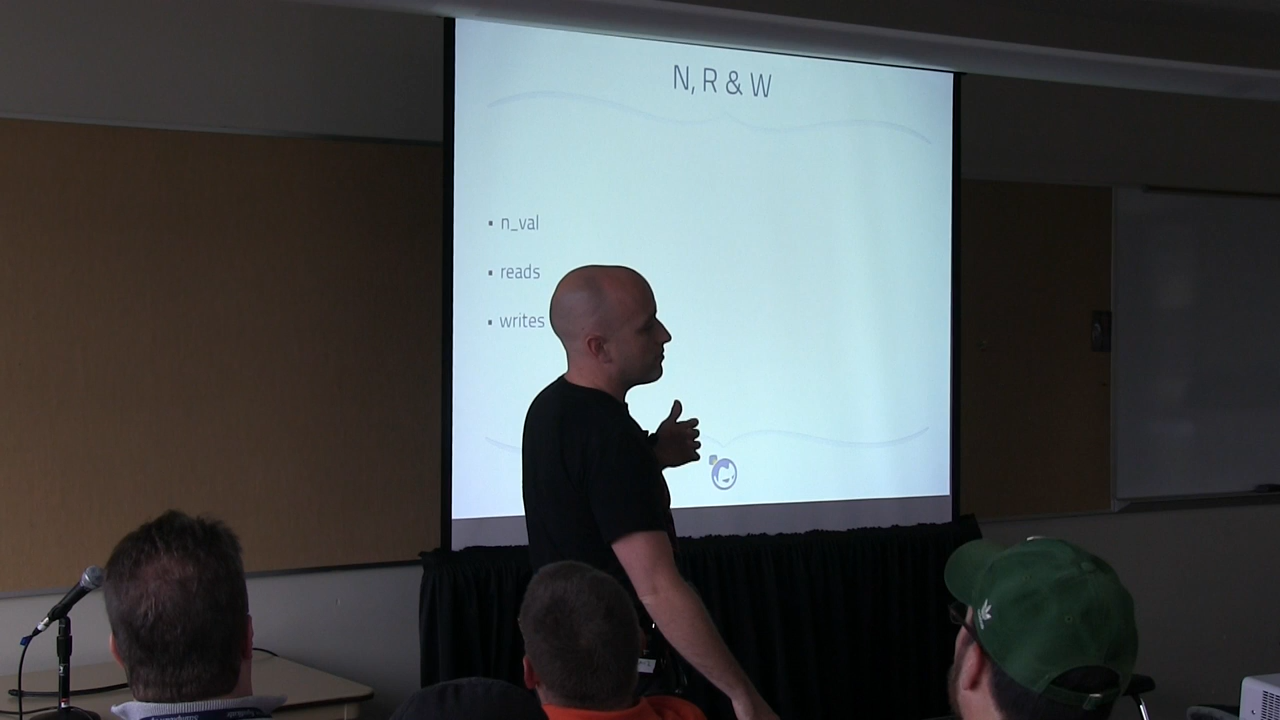 N, R & W
▪ n_val
▪ reads
▪ writes